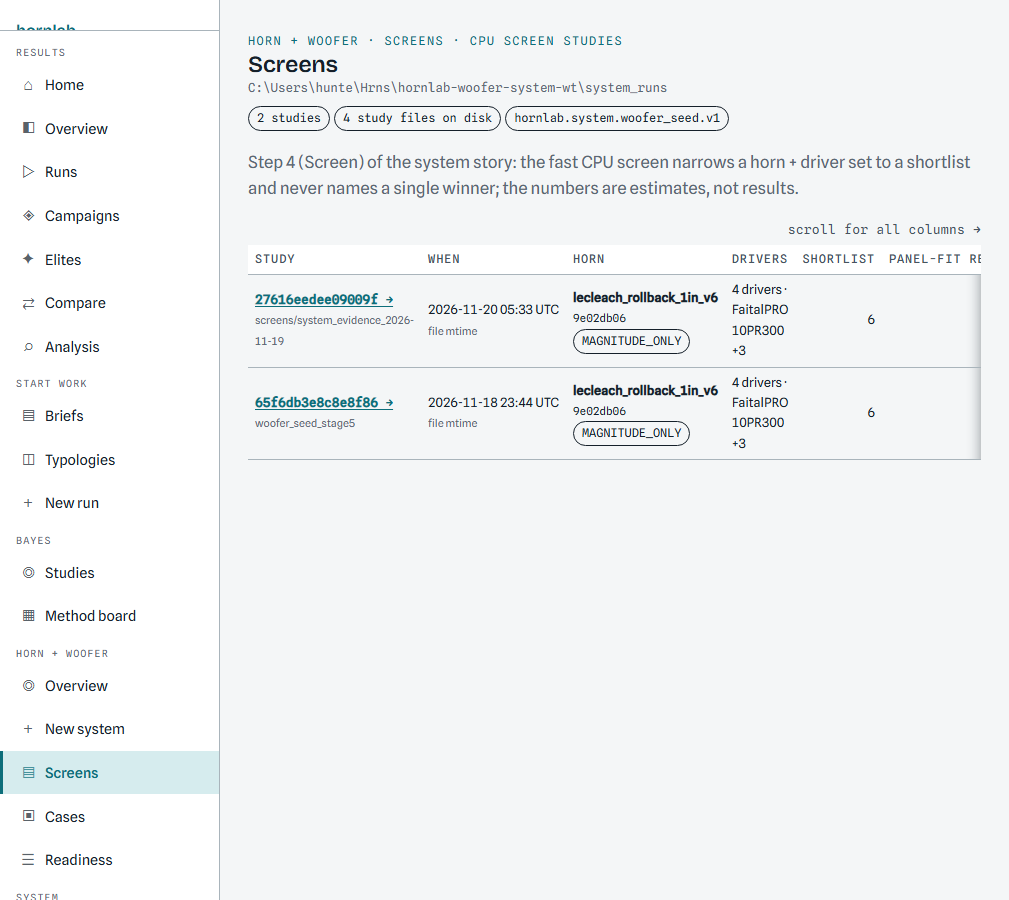 hornlab
RESULTS
Home
Overview
Runs
Campaigns
Elites
Compare
Analysis
START WORK
Briefs
Typologies
New run
BAYES
Studies
Method board
HORN + WOOFER
Overview
New system
Screens
Cases
Readiness
SYSTEM
HORN + WOOFER · SCREENS · CPU SCREEN STUDIES
Screens
C:\Users\hunte\Hrns\hornlab-woofer-system-wt\system_runs
2 studies 4 study files on disk hornlab.system.woofer_seed.v1
Step 4 (Screen) of the system story: the fast CPU screen narrows a horn + driver set to a shortlist
and never names a single winner; the numbers are estimates, not results.
scroll for all columns →
STUDY WHEN HORN DRIVERS SHORTLIST PANEL-FIT RE
27616eedee09009f →
screens/system_evidence_2026-
11-19
2026-11-20 05:33 UTC
file mtime
lecleach_rollback_1in_v6
9e02db06
MAGNITUDE_ONLY
4 drivers ·
FaitalPRO
10PR300
+3
6
65f6db3e8c8e8f86 →
woofer_seed_stage5
2026-11-18 23:44 UTC
file mtime
lecleach_rollback_1in_v6
9e02db06
MAGNITUDE_ONLY
4 drivers ·
FaitalPRO
10PR300
+3
6